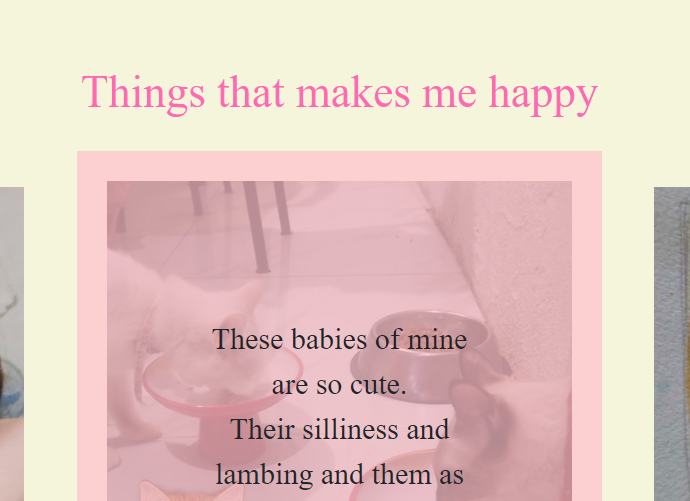 Things that makes me happy
These babies of mine
are so cute.
Their silliness and
lambing and them as